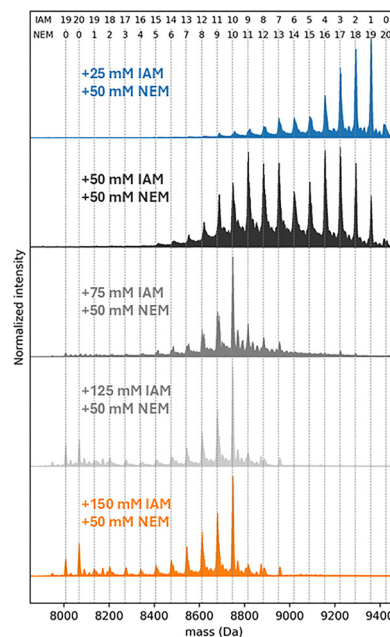 IAM 19 20 19 18 17 16 15 14 13 12 11 10 9 8 7 6 5 4 3 2 1 0
NEM 0 0 1 2 3 4 5 6 7 8 9 10 11 12 13 14 15 16 17 18 19 20
+25 mM IAM
+50 mM NEM
+50 mM IAM
+50 mM NEM
Normalized intensity
+75 mM IAM
+50 mM NEM
+125 mM IAM
+50 mM NEM
+150 mM IAM
+50 mM NEM
8000 8200 8400 8600 8800 9000 9200
mass (Da)